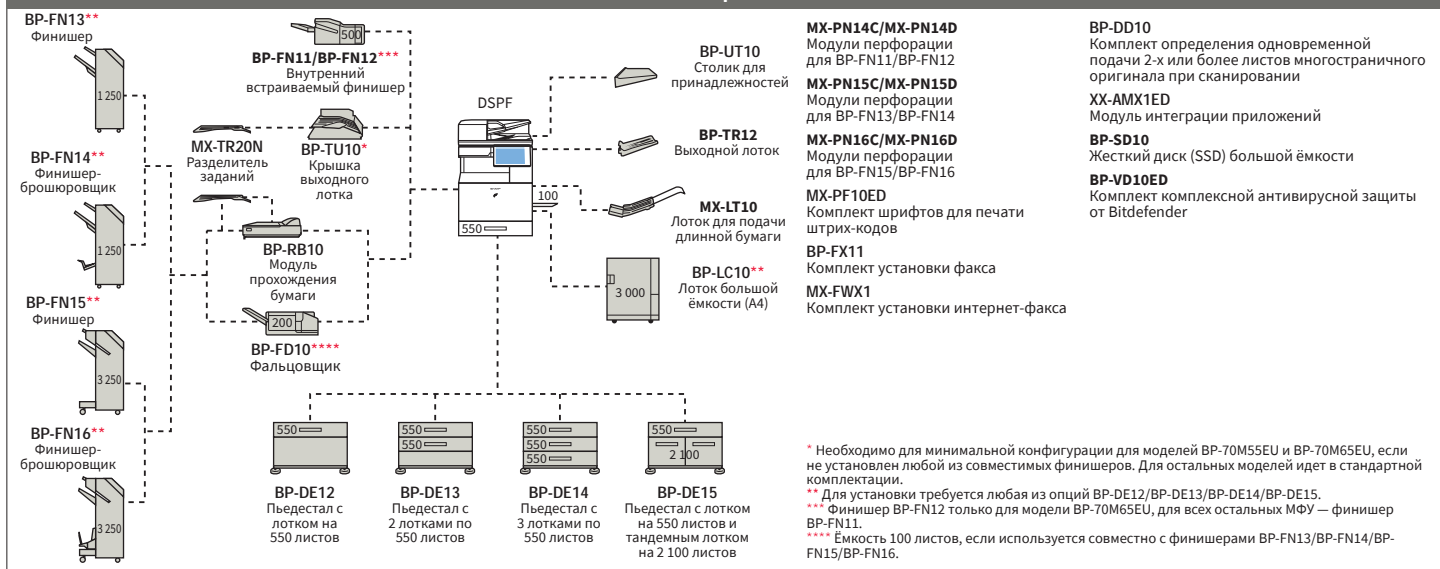 BP-FN13**
Финишер
1 250
BP-FN14**
Финишер-
брошюровщик
1 250
BP-FN15**
Финишер
3 250
BP-FN16**
Финишер-
брошюровщик
3 250
500
BP-FN11/BP-FN12***
Внутренний
встраиваемый финишер
MX-TR20N
Разделитель
заданий
BP-TU10*
Крышка
выходного
лотка
BP-RB10
Модуль
прохождения
бумаги
200
BP-FD10****
Фальцовщик
DSPF
100
550
BP-UT10
Столик для
принадлежностей
BP-TR12
Выходной лоток
MX-LT10
Лоток для подачи
длинной бумаги
3 000
BP-LC10**
Лоток большой
ёмкости (A4)
550
BP-DE12
Пьедестал с
лотком на
550 листов
550
550
BP-DE13
Пьедестал с
2 лотками по
550 листов
550
550
550
BP-DE14
Пьедестал с
3 лотками по
550 листов
550
2 100
BP-DE15
Пьедестал с лотком
на 550 листов и
тандемным лотком
на 2 100 листов
MX-PN14C/MX-PN14D
Модули перфорации
для BP-FN11/BP-FN12
MX-PN15C/MX-PN15D
Модули перфорации
для BP-FN13/BP-FN14
MX-PN16C/MX-PN16D
Модули перфорации
для BP-FN15/BP-FN16
MX-PF10ED
Комплект шрифтов для печати
штрих-кодов
BP-FX11
Комплект установки факса
MX-FWX1
Комплект установки интернет-факса
BP-DD10
Комплект определения одновременной
подачи 2-х или более листов многостраничного
оригинала при сканировании
XX-AMX1ED
Модуль интеграции приложений
BP-SD10
Жесткий диск (SSD) большой ёмкости
BP-VD10ED
Комплект комплексной антивирусной защиты
от Bitdefender
* Необходимо для минимальной конфигурации для моделей BP-70M55EU и BP-70M65EU, если
не установлен любой из совместимых финишеров. Для остальных моделей идет в стандартной
комплектации.
** Для установки требуется любая из опций BP-DE12/BP-DE13/BP-DE14/BP-DE15.
*** Финишер BP-FN12 только для модели BP-70M65EU, для всех остальных МФУ — финишер
BP-FN11.
**** Ёмкость 100 листов, если используется совместно с финишерами BP-FN13/BP-FN14/BP-
FN15/BP-FN16.